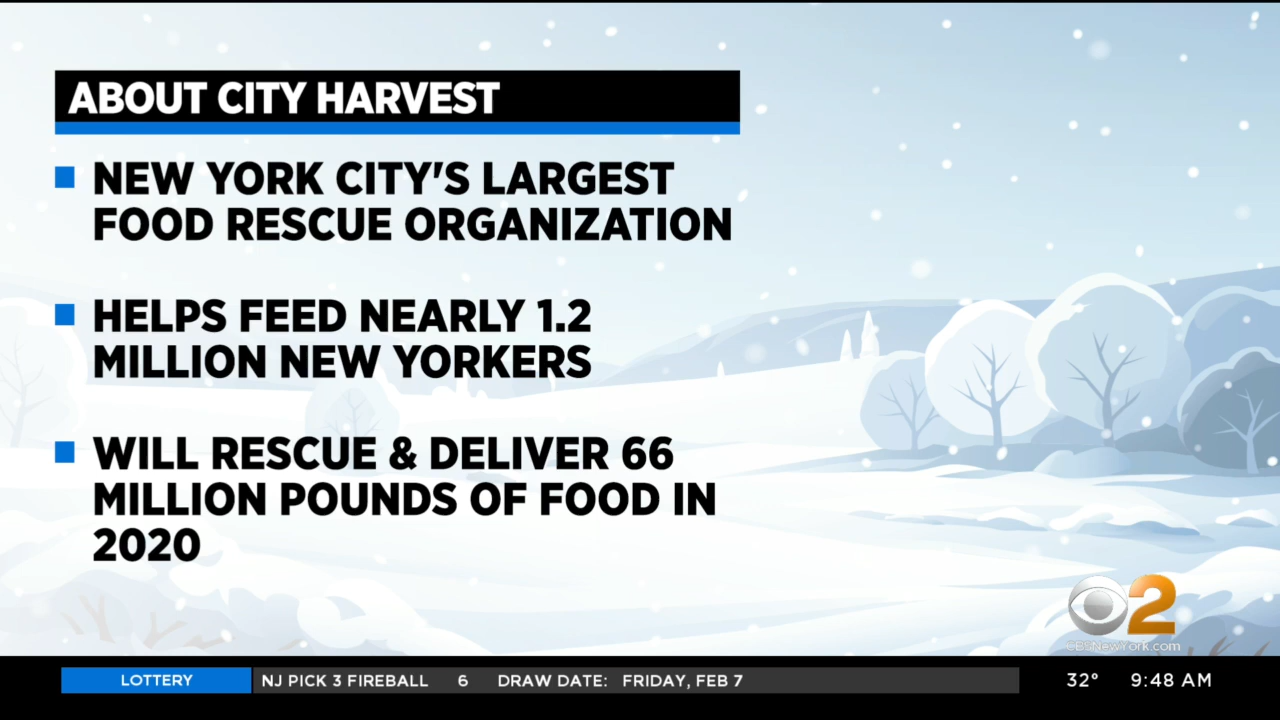 ABOUT CITY HARVEST
NEW YORK CITY'S LARGEST
FOOD RESCUE ORGANIZATION
HELPS FEED NEARLY 1.2
MILLION NEW YORKERS
WILL RESCUE & DELIVER 66
MILLION POUNDS OF FOOD IN
2020
2
CBSNewYork.com
LOTTERY NJ PICK 3 FIREBALL 6 DRAW DATE: FRIDAY, FEB 7 32° 9:48 AM